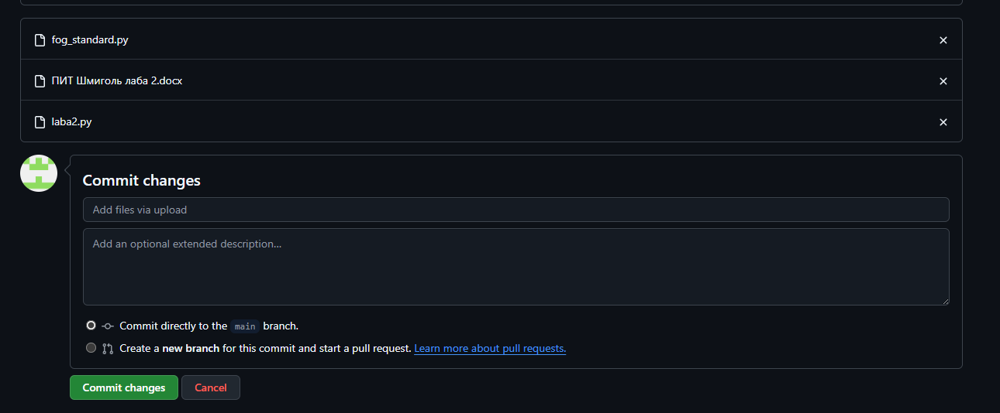 fog_standard.py
ПИТ Шмиголь лаба 2.docx
laba2.py
Commit changes
Add files via upload
Add an optional extended description...
Commit directly to the main branch.
Create a new branch for this commit and start a pull request. Learn more about pull requests.
Commit changes Cancel